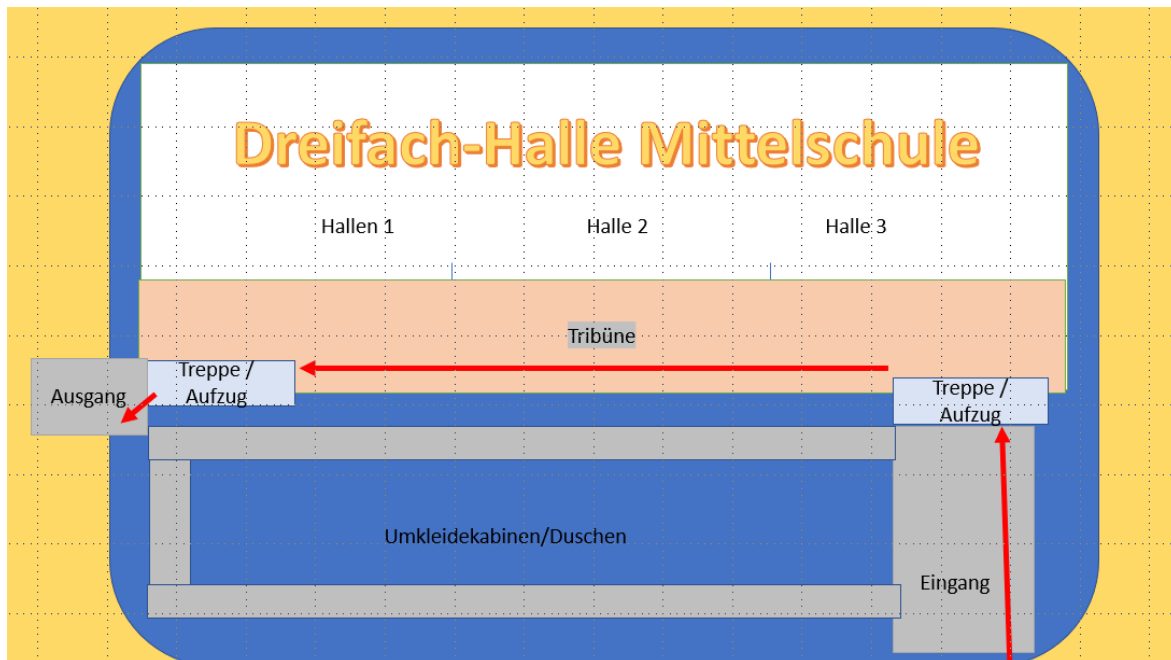 Dreifach-Halle Mittelschule
Hallen 1
Halle 2
Halle 3
Tribüne
Ausgang
Treppe /
Aufzug
Treppe /
Aufzug
Umkleidekabinen/Duschen
Eingang